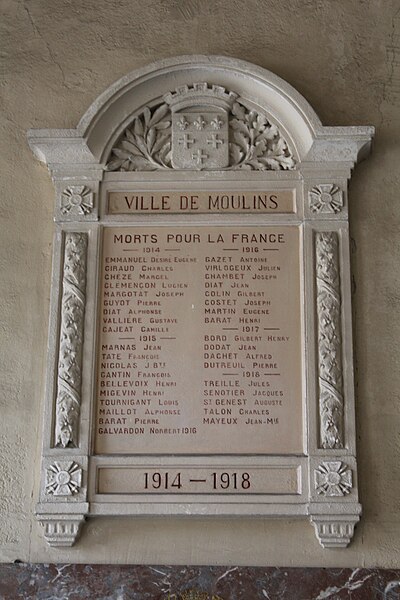 VILLE DE MOULINS
MORTS POUR LA FRANCE
1914
EMMANUEL DÉSIRÉ EUGÈNE
GIRAUD CHARLES
CHÈZE MARCEL
CLEMENÇON LUCIEN
MARGOTAT JOSEPH
GUYOT PIERRE
DIAT ALPHONSE
VALLIÈRE GUSTAVE
CAJEAT CAMILLE
1915
MARNAS JEAN
TATE FRANÇOIS
NICOLAS J BTE
CANTIN FRANÇOIS
BELLEVOIX HENRI
MIGEVIN HENRI
TOURNIGANT LOUIS
MAILLOT ALPHONSE
BARAT PIERRE
GALVARDON NORBERT 1916
1916
GAZET ANTOINE
VIRLOGEUX JULIEN
CHAMBET JOSEPH
DIAT JEAN
COLIN GILBERT
COSTET JOSEPH
MARTIN EUGÈNE
BARAT HENRI
1917
BORD GILBERT HENRY
DODAT JEAN
DACHET ALFRED
DUTREUIL PIERRE
1918
TREILLE JULES
SENOTIER JACQUES
ST GENEST AUGUSTE
TALON CHARLES
MAYEUX JEAN-MIE
1914 — 1918